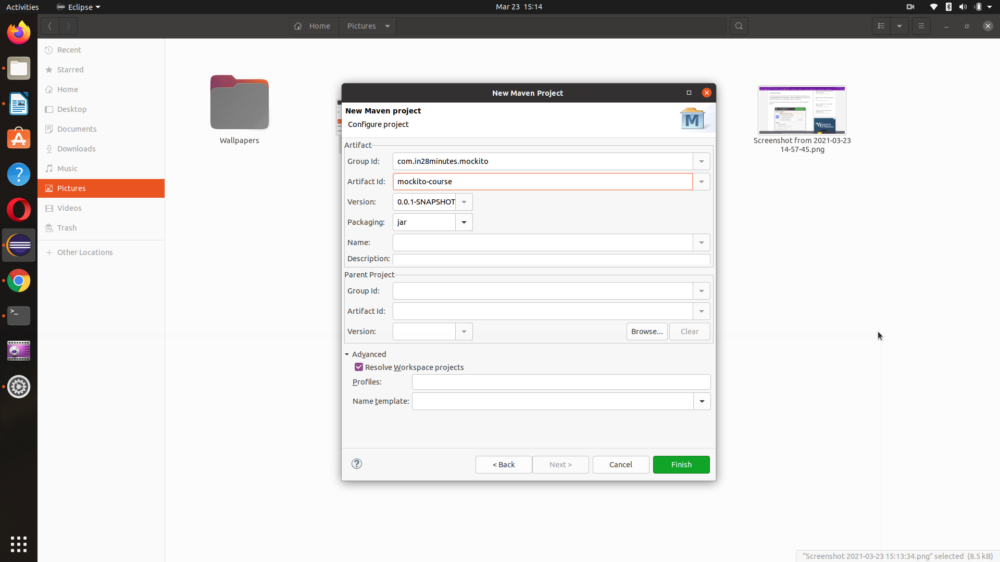 Activities
Eclipse
Mar 23 15:14
Home
Pictures
Recent
Starred
Home
Desktop
Documents
Downloads
Music
Pictures
Videos
Trash
Other Locations
Wallpapers
Screenshot from 2021-03-23
14-57-45.png
New Maven Project
New Maven project
Configure project
Artifact
Group Id: com.in28minutes.mockito
Artifact Id: mockito-course
Version: 0.0.1-SNAPSHOT
Packaging: jar
Name:
Description:
Parent Project
Group Id:
Artifact Id:
Version:
Browse... Clear
Advanced
Resolve Workspace projects
Profiles:
Name template:
< Back Next > Cancel Finish
"Screenshot 2021-03-23 15:13:34.png" selected (8.5 kB)